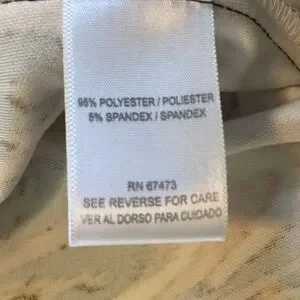 95% POLYESTER / POLIESTER
5% SPANDEX / SPANDEX
RN 67473
SEE REVERSE FOR CARE
VER AL DORSO PARA CUIDADO